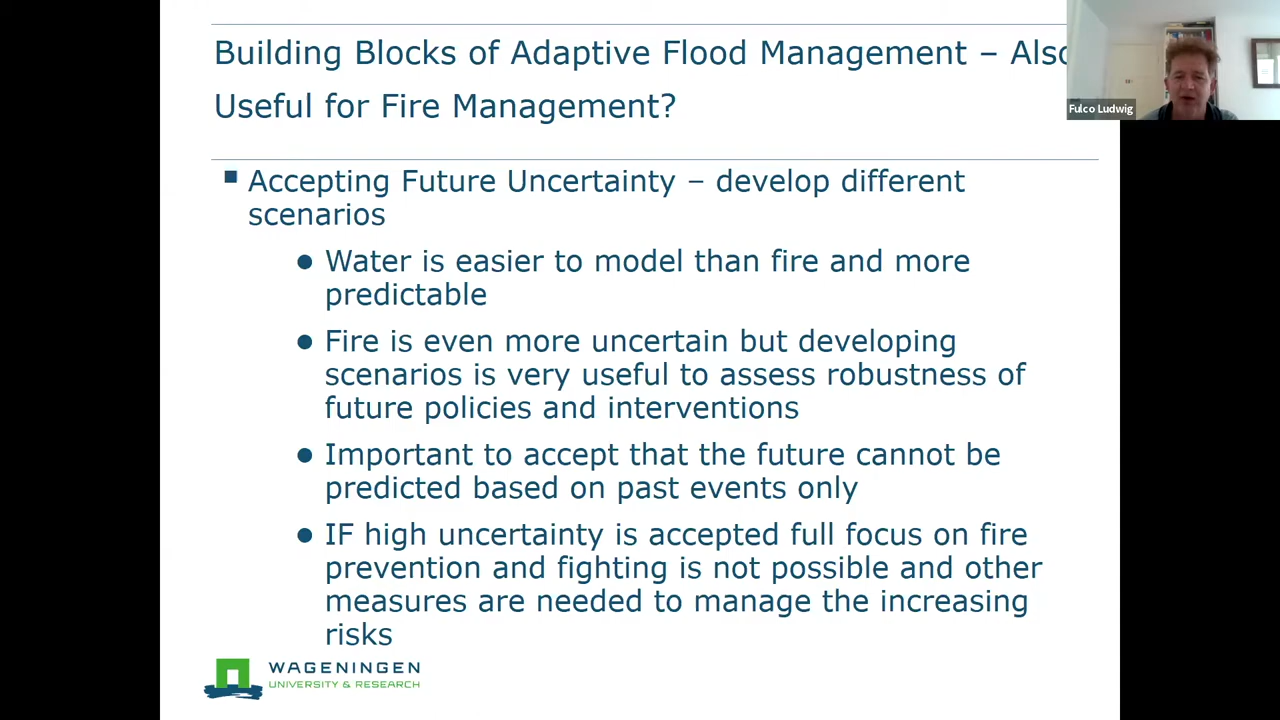 Building Blocks of Adaptive Flood Management – Also
Useful for Fire Management?
Fulco Ludwig
▪ Accepting Future Uncertainty – develop different
scenarios
● Water is easier to model than fire and more
predictable
● Fire is even more uncertain but developing
scenarios is very useful to assess robustness of
future policies and interventions
● Important to accept that the future cannot be
predicted based on past events only
● IF high uncertainty is accepted full focus on fire
prevention and fighting is not possible and other
measures are needed to manage the increasing
risks
WAGENINGEN
UNIVERSITY & RESEARCH